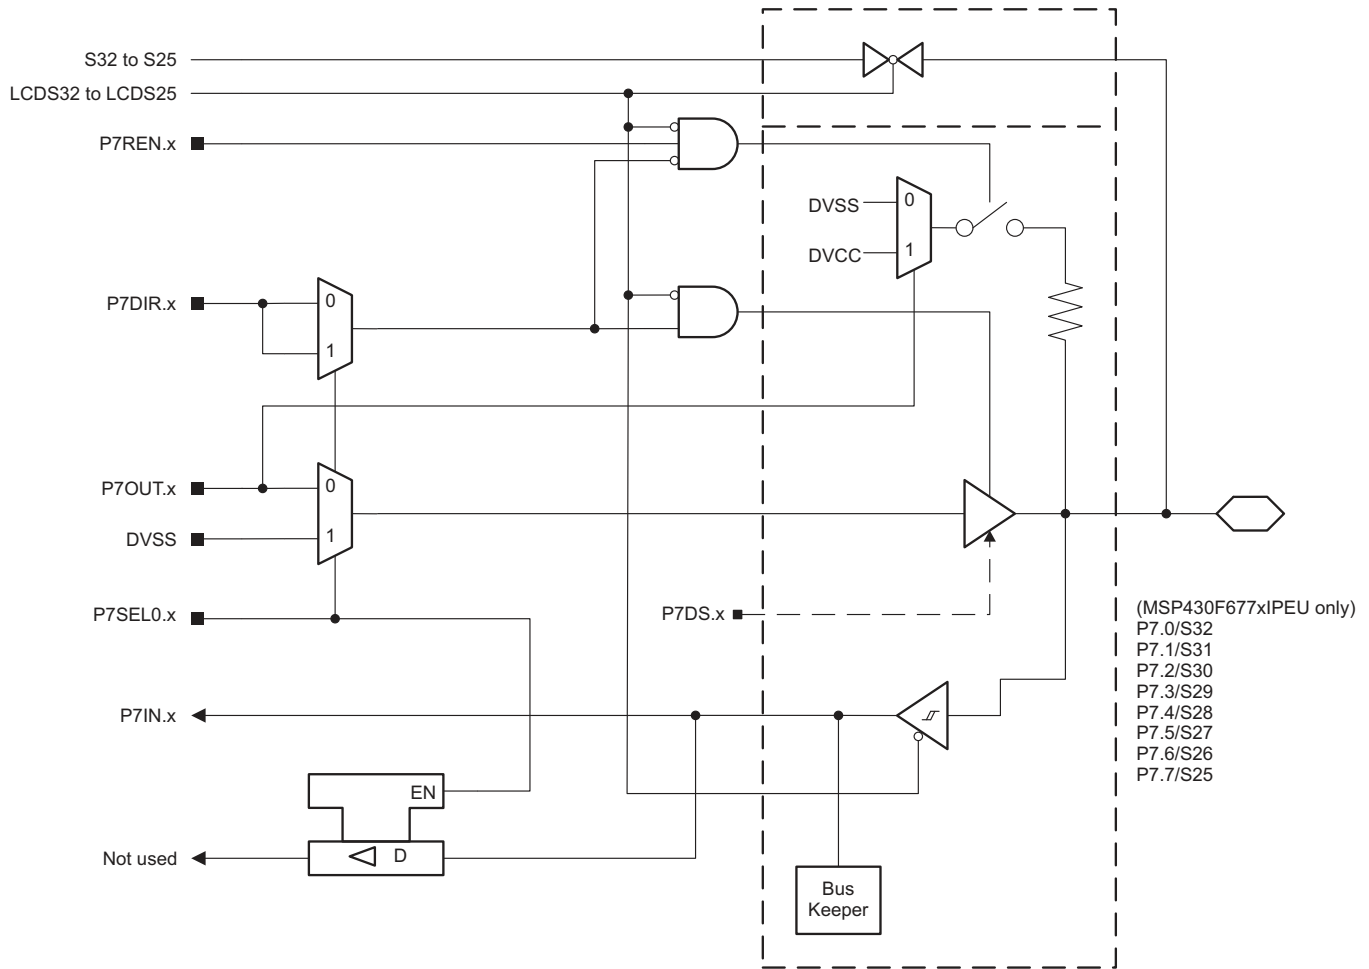 S32 to S25
LCDS32 to LCDS25
P7REN.x
DVSS
0
DVCC
1
P7DIR.x
0
1
P7OUT.x
0
DVSS
1
P7SEL0.x
P7DS.x
(MSP430F677xIPEU only)
P7.0/S32
P7.1/S31
P7.2/S30
P7.3/S29
P7.4/S28
P7.5/S27
P7.6/S26
P7.7/S25
P7IN.x
EN
Not used
D
Bus
Keeper